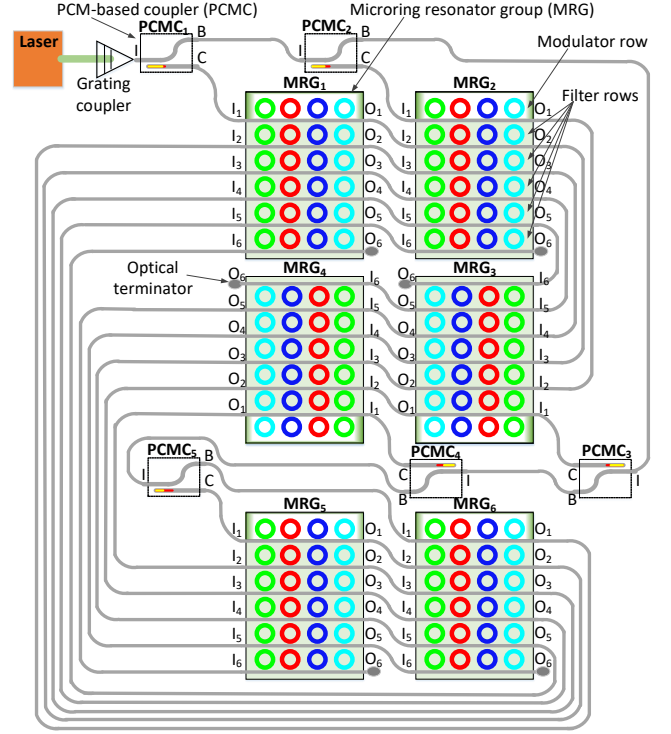 PCM-based coupler (PCMC)
Microring resonator group (MRG)
Laser
PCMC1
B
PCMC2
B
I
C
I
C
Modulator row
Grating
coupler
MRG1
MRG2
Filter rows
I1
O1
I1
O1
I2
O2
I2
O2
I3
O3
I3
O3
I4
O4
I4
O4
I5
O5
I5
O5
I6
O6
I6
O6
Optical
terminator
MRG4
MRG3
O6
I6
O6
I6
O5
I5
O5
I5
O4
I4
O4
I4
O3
I3
O3
I3
O2
I2
O2
I2
O1
I1
O1
I1
PCMC5
PCMC4
PCMC3
B
C
C
I
I
I
C
B
B
MRG5
MRG6
I1
O1
I1
O1
I2
O2
I2
O2
I3
O3
I3
O3
I4
O4
I4
O4
I5
O5
I5
O5
I6
O6
I6
O6